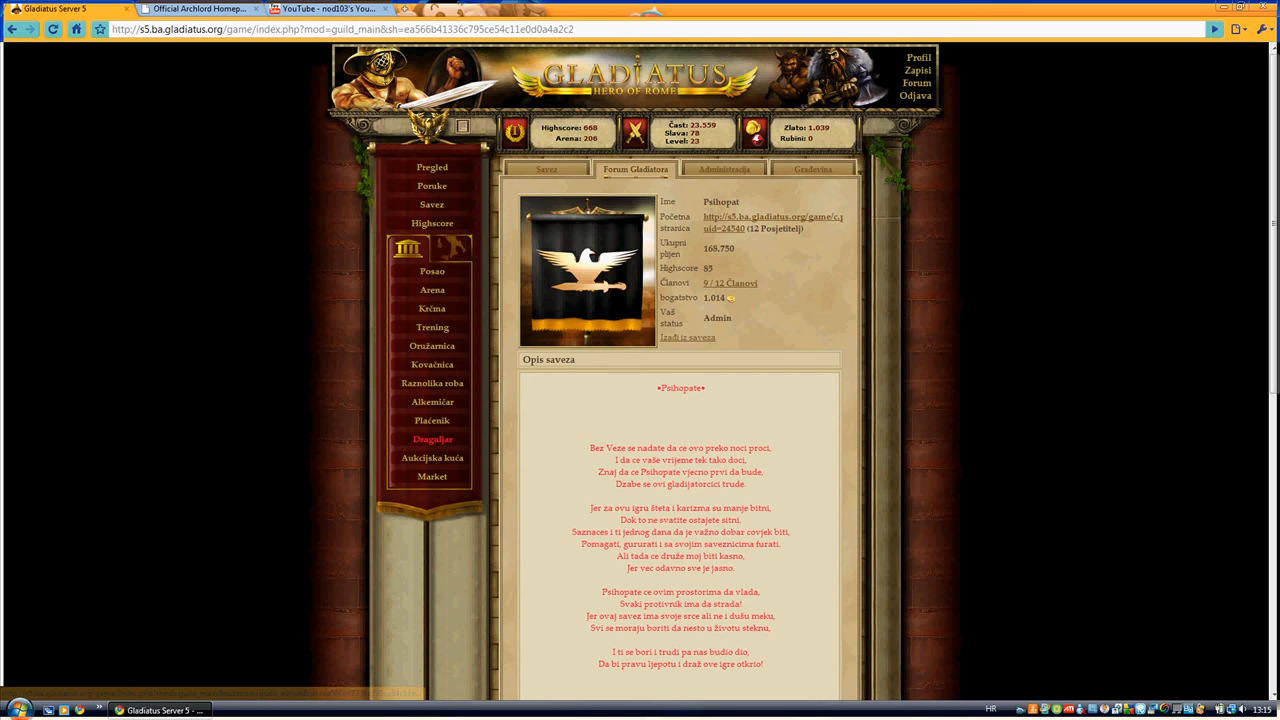 Gladiatus Server 5
Official Archlord Homep...
YouTube - nod103's You...
http://s5.ba.gladiatus.org/game/index.php?mod=guild_main&sh=ea566b41336c795ce54c11e0d0a4a2c2
GLADIATUS
HERO OF ROME
Profil
Zapisi
Forum
Odjava
Highscore: 668
Arena: 206
Čast: 23.559
Slava: 78
Level: 23
Zlato: 1.039
Rubini: 0
Pregled
Poruke
Savez
Highscore
Posao
Arena
Krčma
Trening
Oružarnica
Kovačnica
Raznolika roba
Alkemičar
Plaćenik
Draguljar
Aukcijska kuća
Market
Savez
Forum Gladiatora
Administracija
Građevina
Ime Psihopat
Početna stranica http://s5.ba.gladiatus.org/game/c.p
uid=24540 (12 Posjetitelj)
Ukupni plijen 168.750
Highscore 85
Članovi 9 / 12 Članovi
bogatstvo 1.014
Vaš status Admin
Izađi iz saveza
Opis saveza
•Psihopate•
Bez Veze se nadate da ce ovo preko noci proci,
I da ce vaše vrijeme tek tako doci,
Znaj da ce Psihopate vjecno prvi da bude,
Dzabe se ovi gladijatorcici trude.
Jer za ovu igru šteta i karizma su manje bitni,
Dok to ne svatite ostajete sitni.
Saznaces i ti jednog dana da je važno dobar covjek biti,
Pomagati, gururati i sa svojim saveznicima furati.
Ali tada ce druže moj biti kasno,
Jer vec odavno sve je jasno.
Psihopate ce ovim prostorima da vlada,
Svaki protivnik ima da strada!
Jer ovaj savez ima svoje srce ali ne i dušu meku,
Svi se moraju boriti da nesto u životu steknu,
I ti se bori i trudi pa nas budio dio,
Da bi pravu ljepotu i draž ove igre otkrio!
Gladiatus Server 5 - ...
HR
13:15